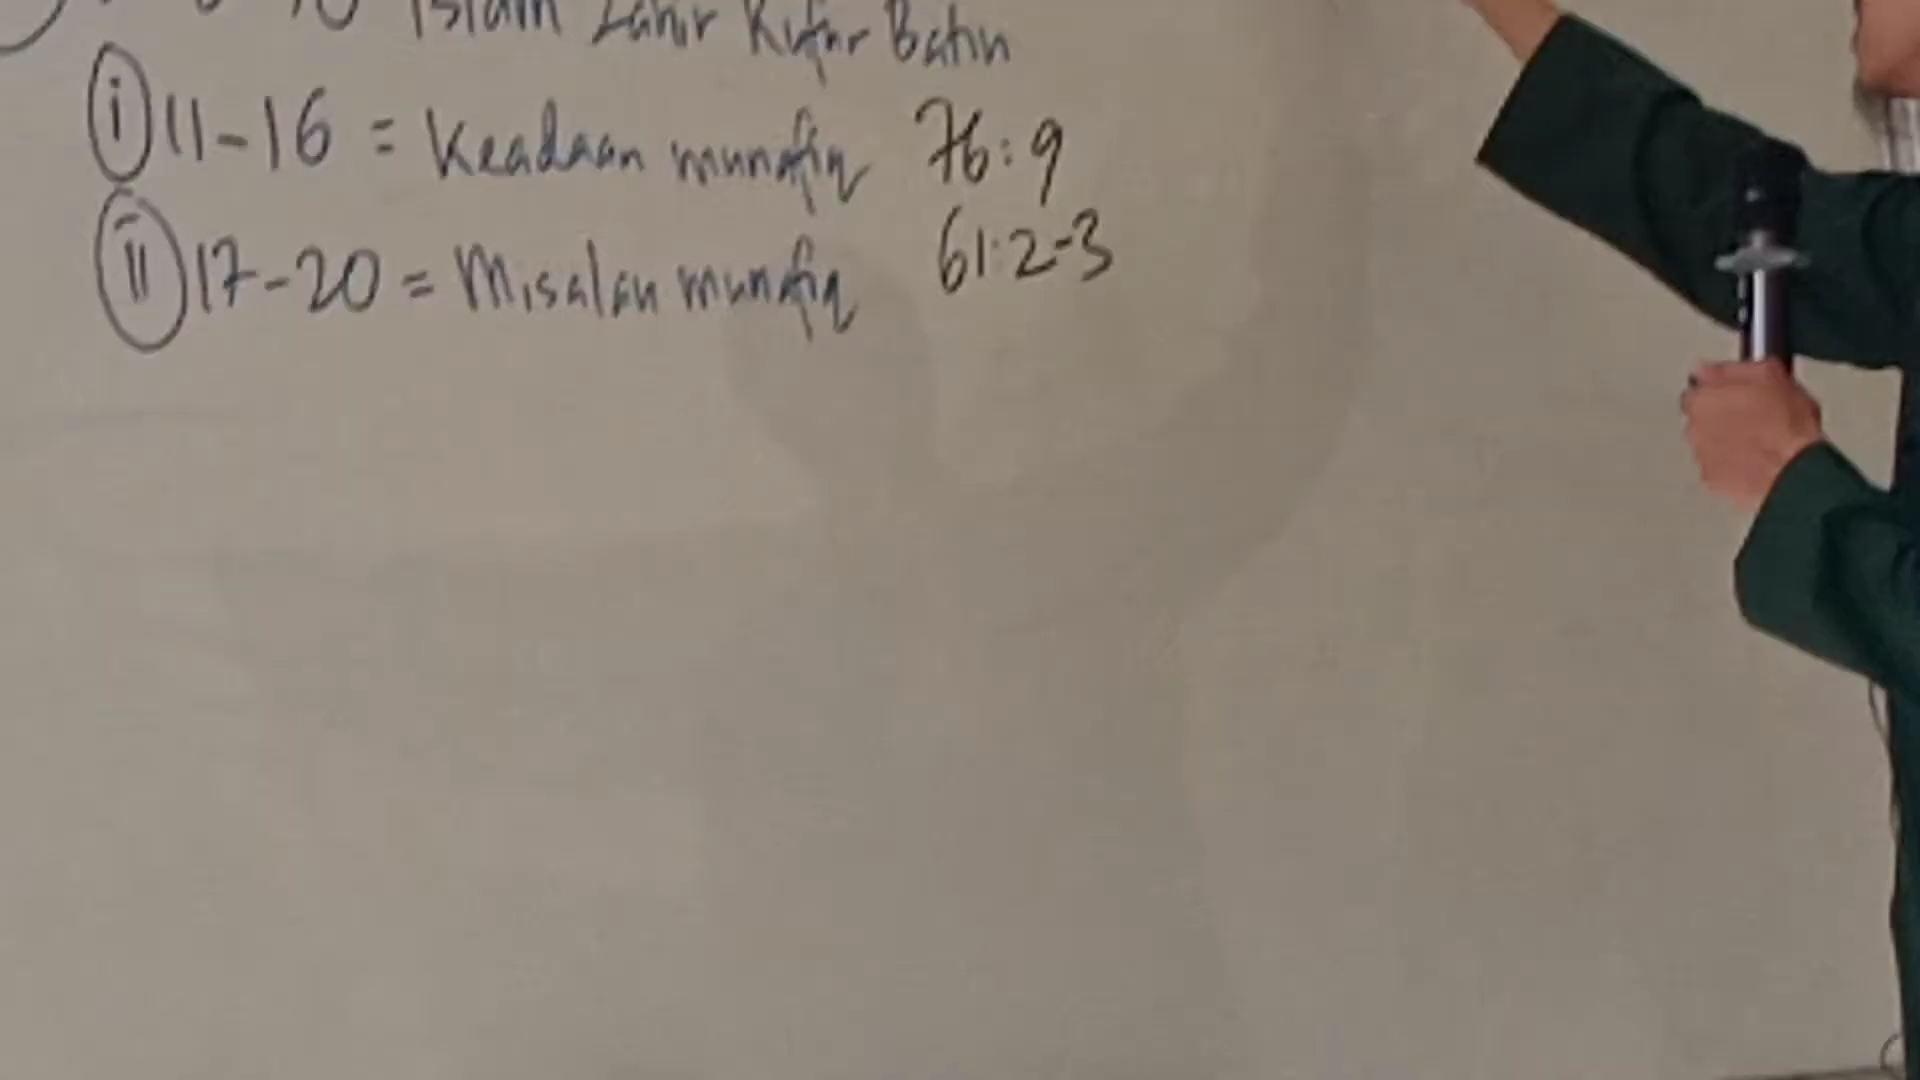 Islam Zahir Kufur Batin
i 11-16 = Keadaan munafiq 76:9
ii 17-20 = Misalan munafiq 61:2-3